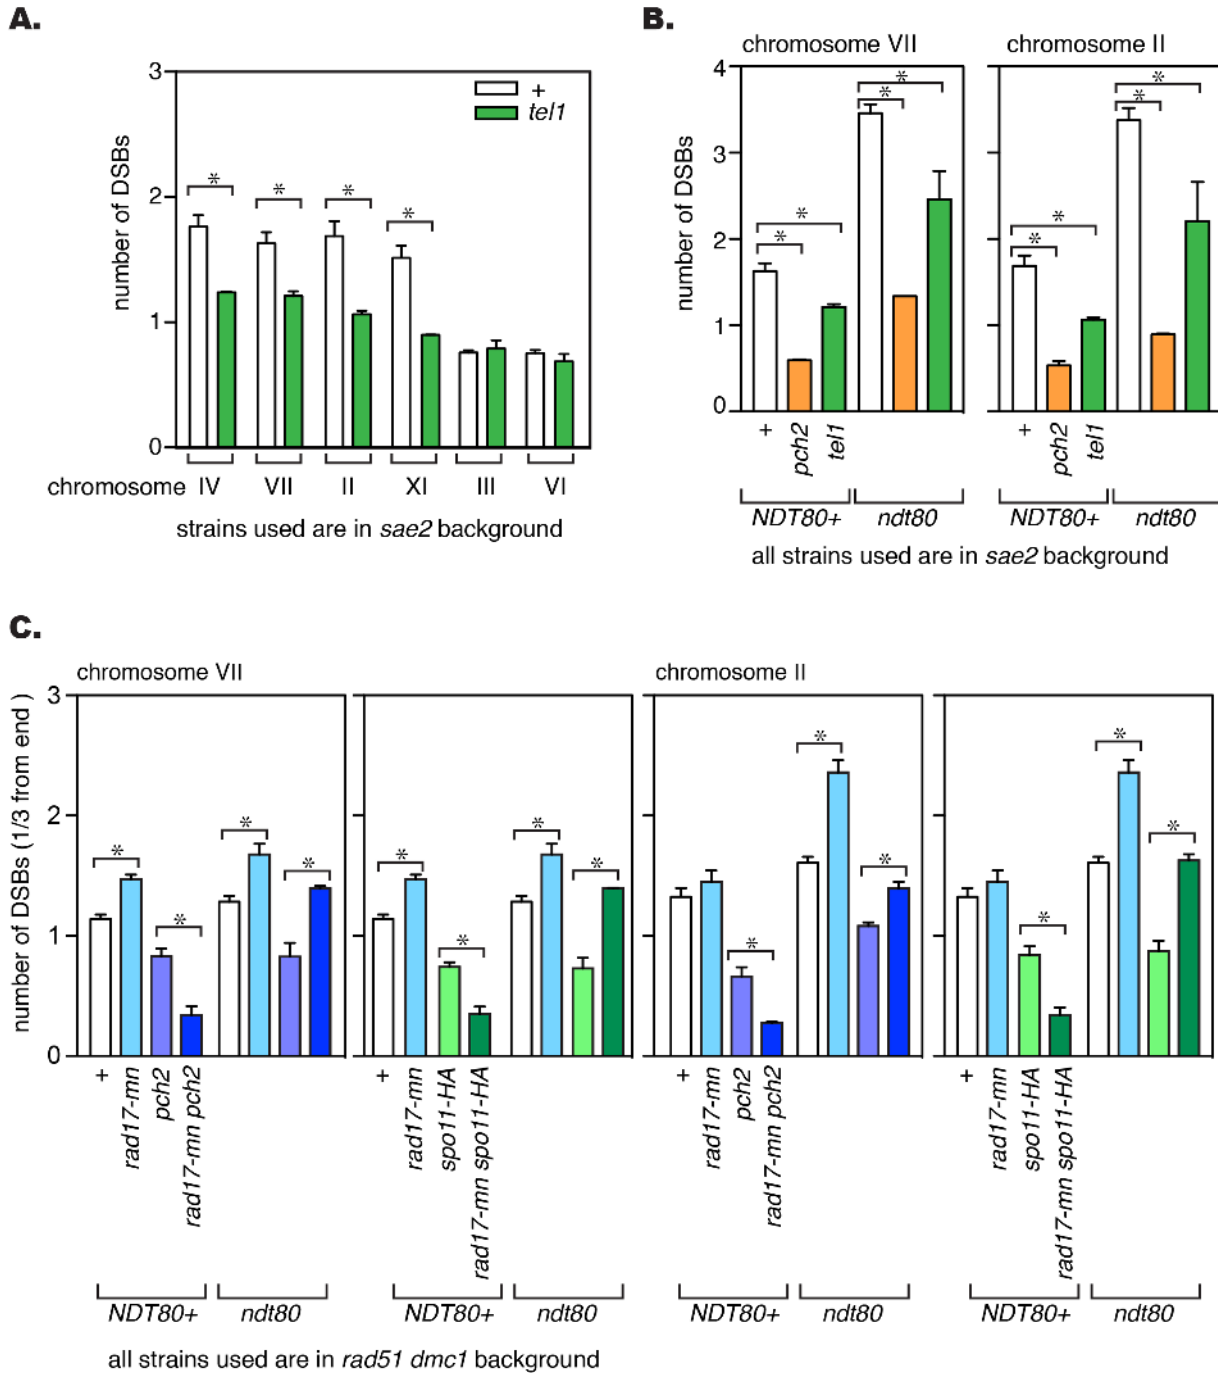 A.
3
2
1
0
number of DSBs
+
tel1
*
*
*
*
chromosome IV VII II XI III VI
strains used are in sae2 background
B.
chromosome VII
chromosome II
4
3
2
1
0
number of DSBs
*
*
*
*
*
*
*
*
+ pch2 tel1
+ pch2 tel1
NDT80+ ndt80
NDT80+ ndt80
all strains used are in sae2 background
C.
chromosome VII
chromosome II
3
2
1
0
number of DSBs (1/3 from end )
*
*
*
*
*
*
*
*
*
*
*
*
*
*
+ rad17-mn pch2 rad17-mn pch2
+ rad17-mn spo11-HA rad17-mn spo11-HA
+ rad17-mn pch2 rad17-mn pch2
+ rad17-mn spo11-HA rad17-mn spo11-HA
NDT80+ ndt80
NDT80+ ndt80
NDT80+ ndt80
NDT80+ ndt80
all strains used are in rad51 dmc1 background